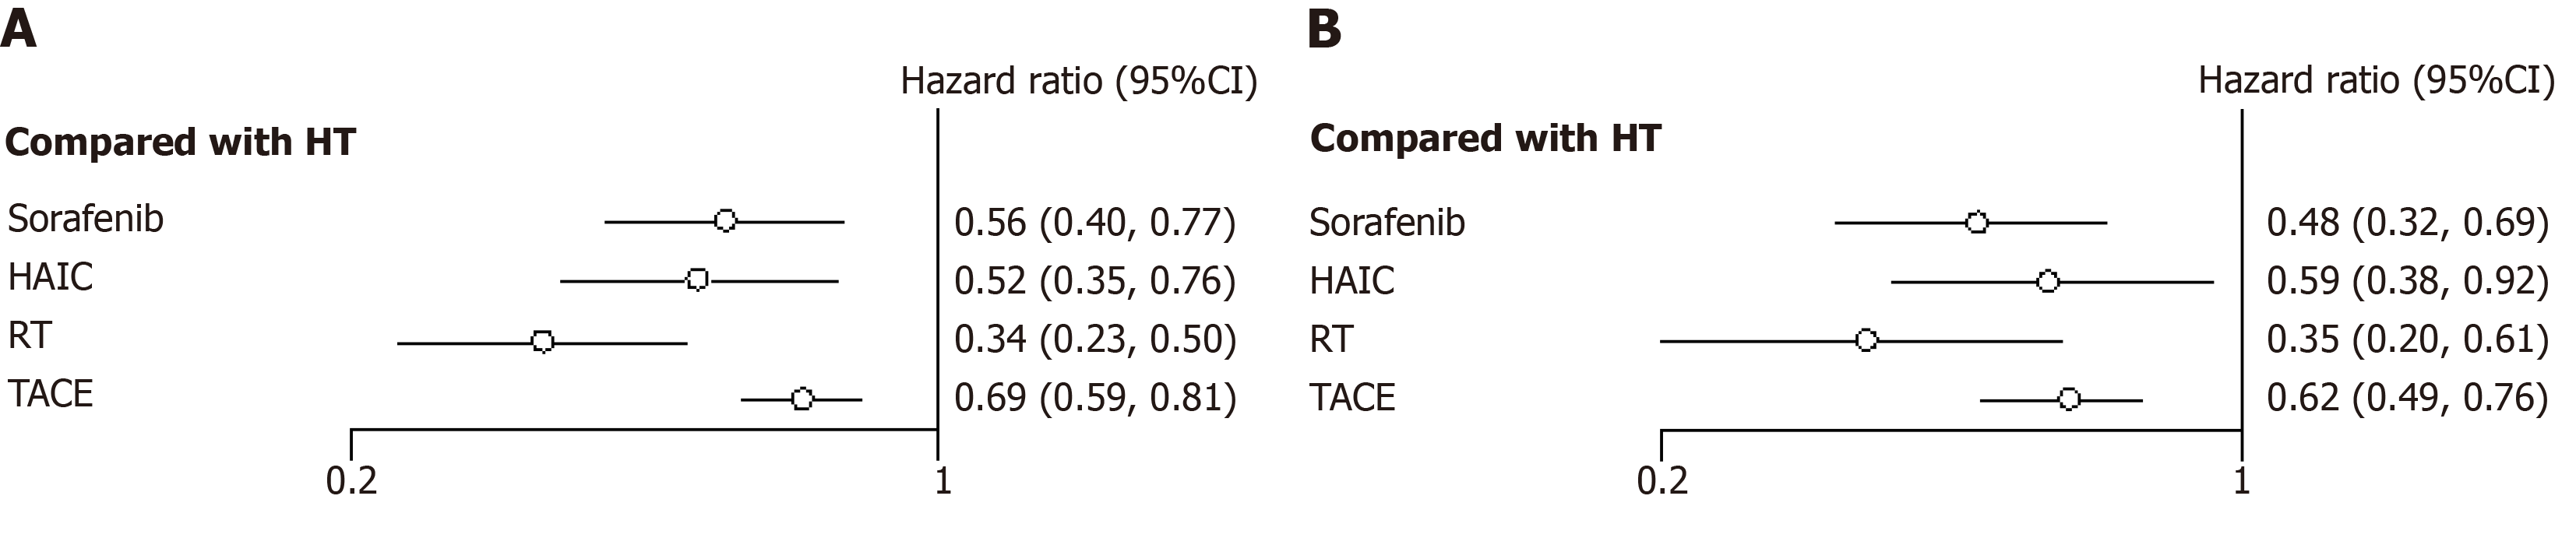 A
Hazard ratio (95%CI)
Compared with HT
Sorafenib 0.56 (0.40, 0.77)
HAIC 0.52 (0.35, 0.76)
RT 0.34 (0.23, 0.50)
TACE 0.69 (0.59, 0.81)
0.2 1
B
Hazard ratio (95%CI)
Compared with HT
Sorafenib 0.48 (0.32, 0.69)
HAIC 0.59 (0.38, 0.92)
RT 0.35 (0.20, 0.61)
TACE 0.62 (0.49, 0.76)
0.2 1